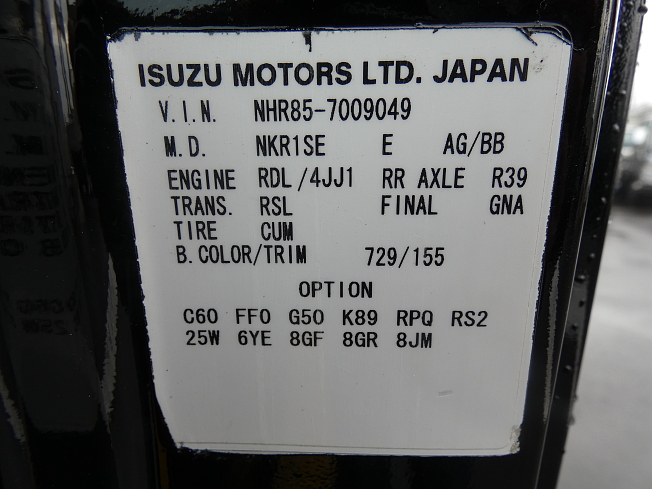 ISUZU MOTORS LTD. JAPAN
V.I.N. NHR85-7009049
M.D. NKR1SE E AG/BB
ENGINE RDL/4JJ1 RR AXLE R39
TRANS. RSL FINAL GNA
TIRE CUM
B.COLOR/TRIM 729/155
OPTION
C60 FF0 G50 K89 RPQ RS2
25W 6YE 8GF 8GR 8JM